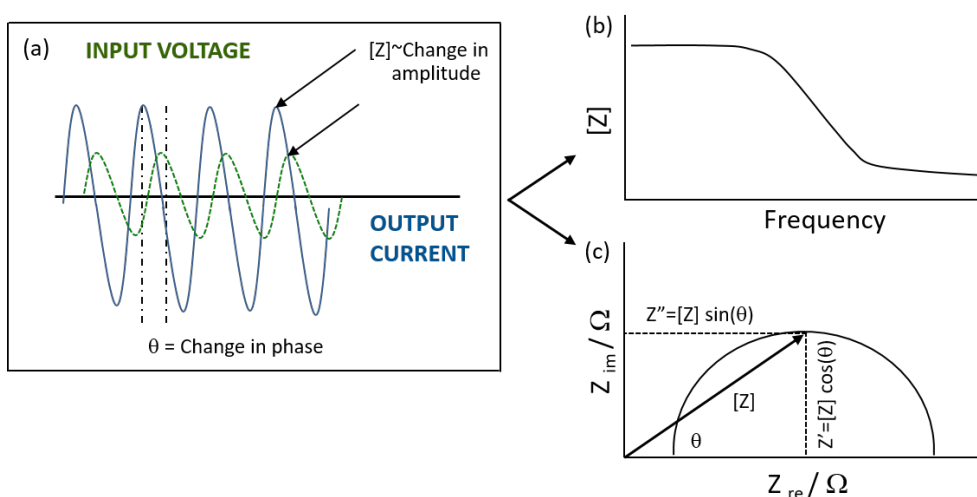 (a)
INPUT VOLTAGE
[Z]~Change in
amplitude
OUTPUT
CURRENT
θ = Change in phase
(b)
[Z]
Frequency
(c)
Z”=[Z] sin(θ)
Z’=[Z] cos(θ)
[Z]
θ
Z im / Ω
Z re / Ω